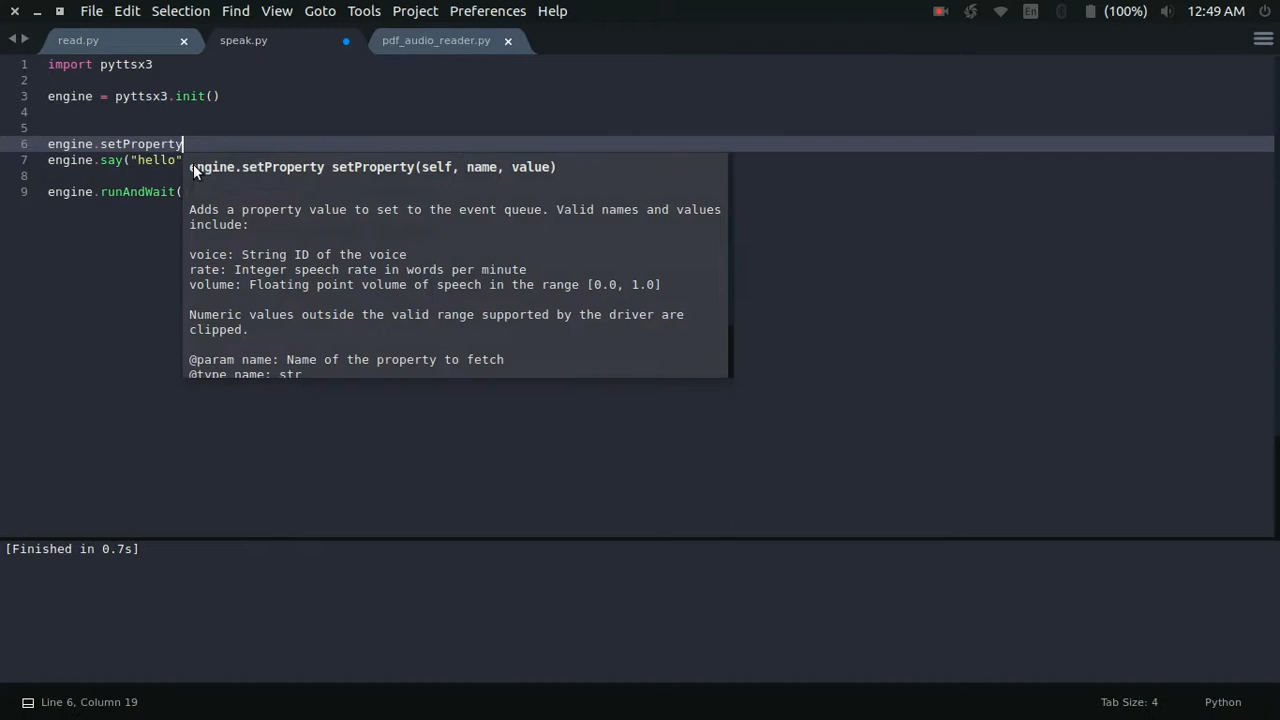 File Edit Selection Find View Goto Tools Project Preferences Help En (100%) 12:49 AM
read.py speak.py pdf_audio_reader.py
1 import pyttsx3
2
3 engine = pyttsx3.init()
4
5
6 engine.setProperty
7 engine.say("hello"
8
9 engine.runAndWait(
engine.setProperty setProperty(self, name, value)
Adds a property value to set to the event queue. Valid names and values
include:
voice: String ID of the voice
rate: Integer speech rate in words per minute
volume: Floating point volume of speech in the range [0.0, 1.0]
Numeric values outside the valid range supported by the driver are
clipped.
@param name: Name of the property to fetch
@type name: str
[Finished in 0.7s]
Line 6, Column 19 Tab Size: 4 Python